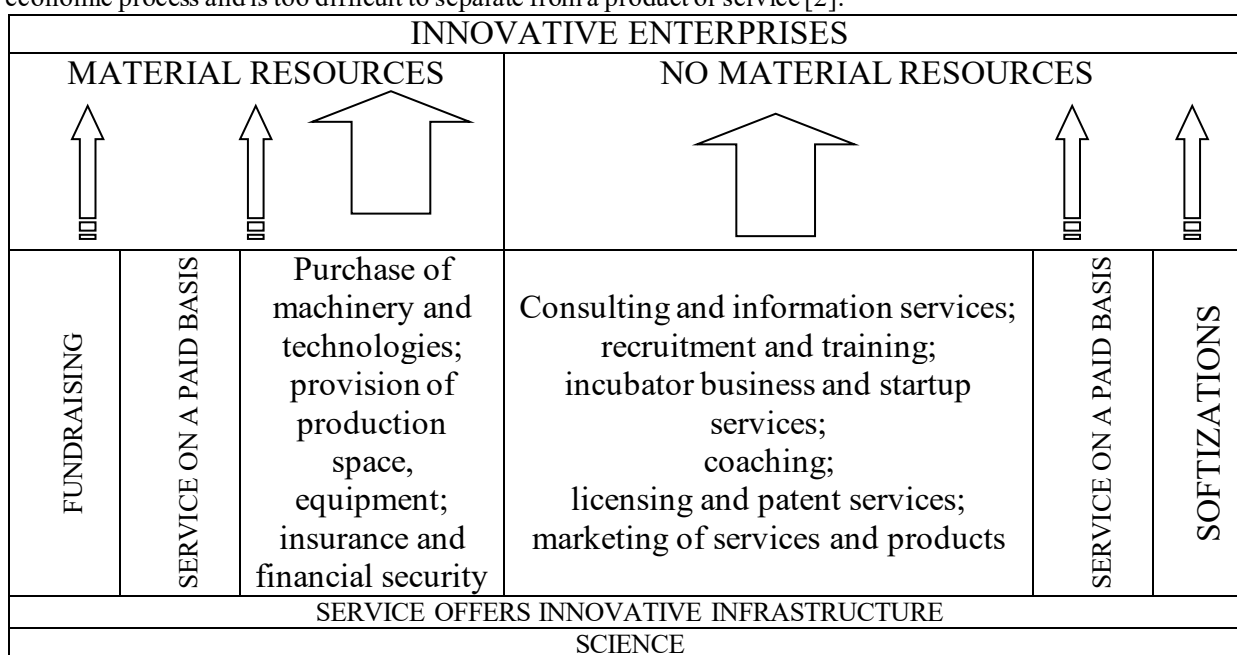 economic process and is too difficult to separate from a product or service [2].
INNOVATIVE ENTERPRISES
MATERIAL RESOURCES
NO MATERIAL RESOURCES
FUNDRAISING
SERVICE ON A PAID BASIS
Purchase of
machinery and
technologies;
provision of
production
space,
equipment;
insurance and
financial security
Consulting and information services;
recruitment and training;
incubator business and startup
services;
coaching;
licensing and patent services;
marketing of services and products
SERVICE ON A PAID BASIS
SOFTIZATIONS
SERVICE OFFERS INNOVATIVE INFRASTRUCTURE
SCIENCE